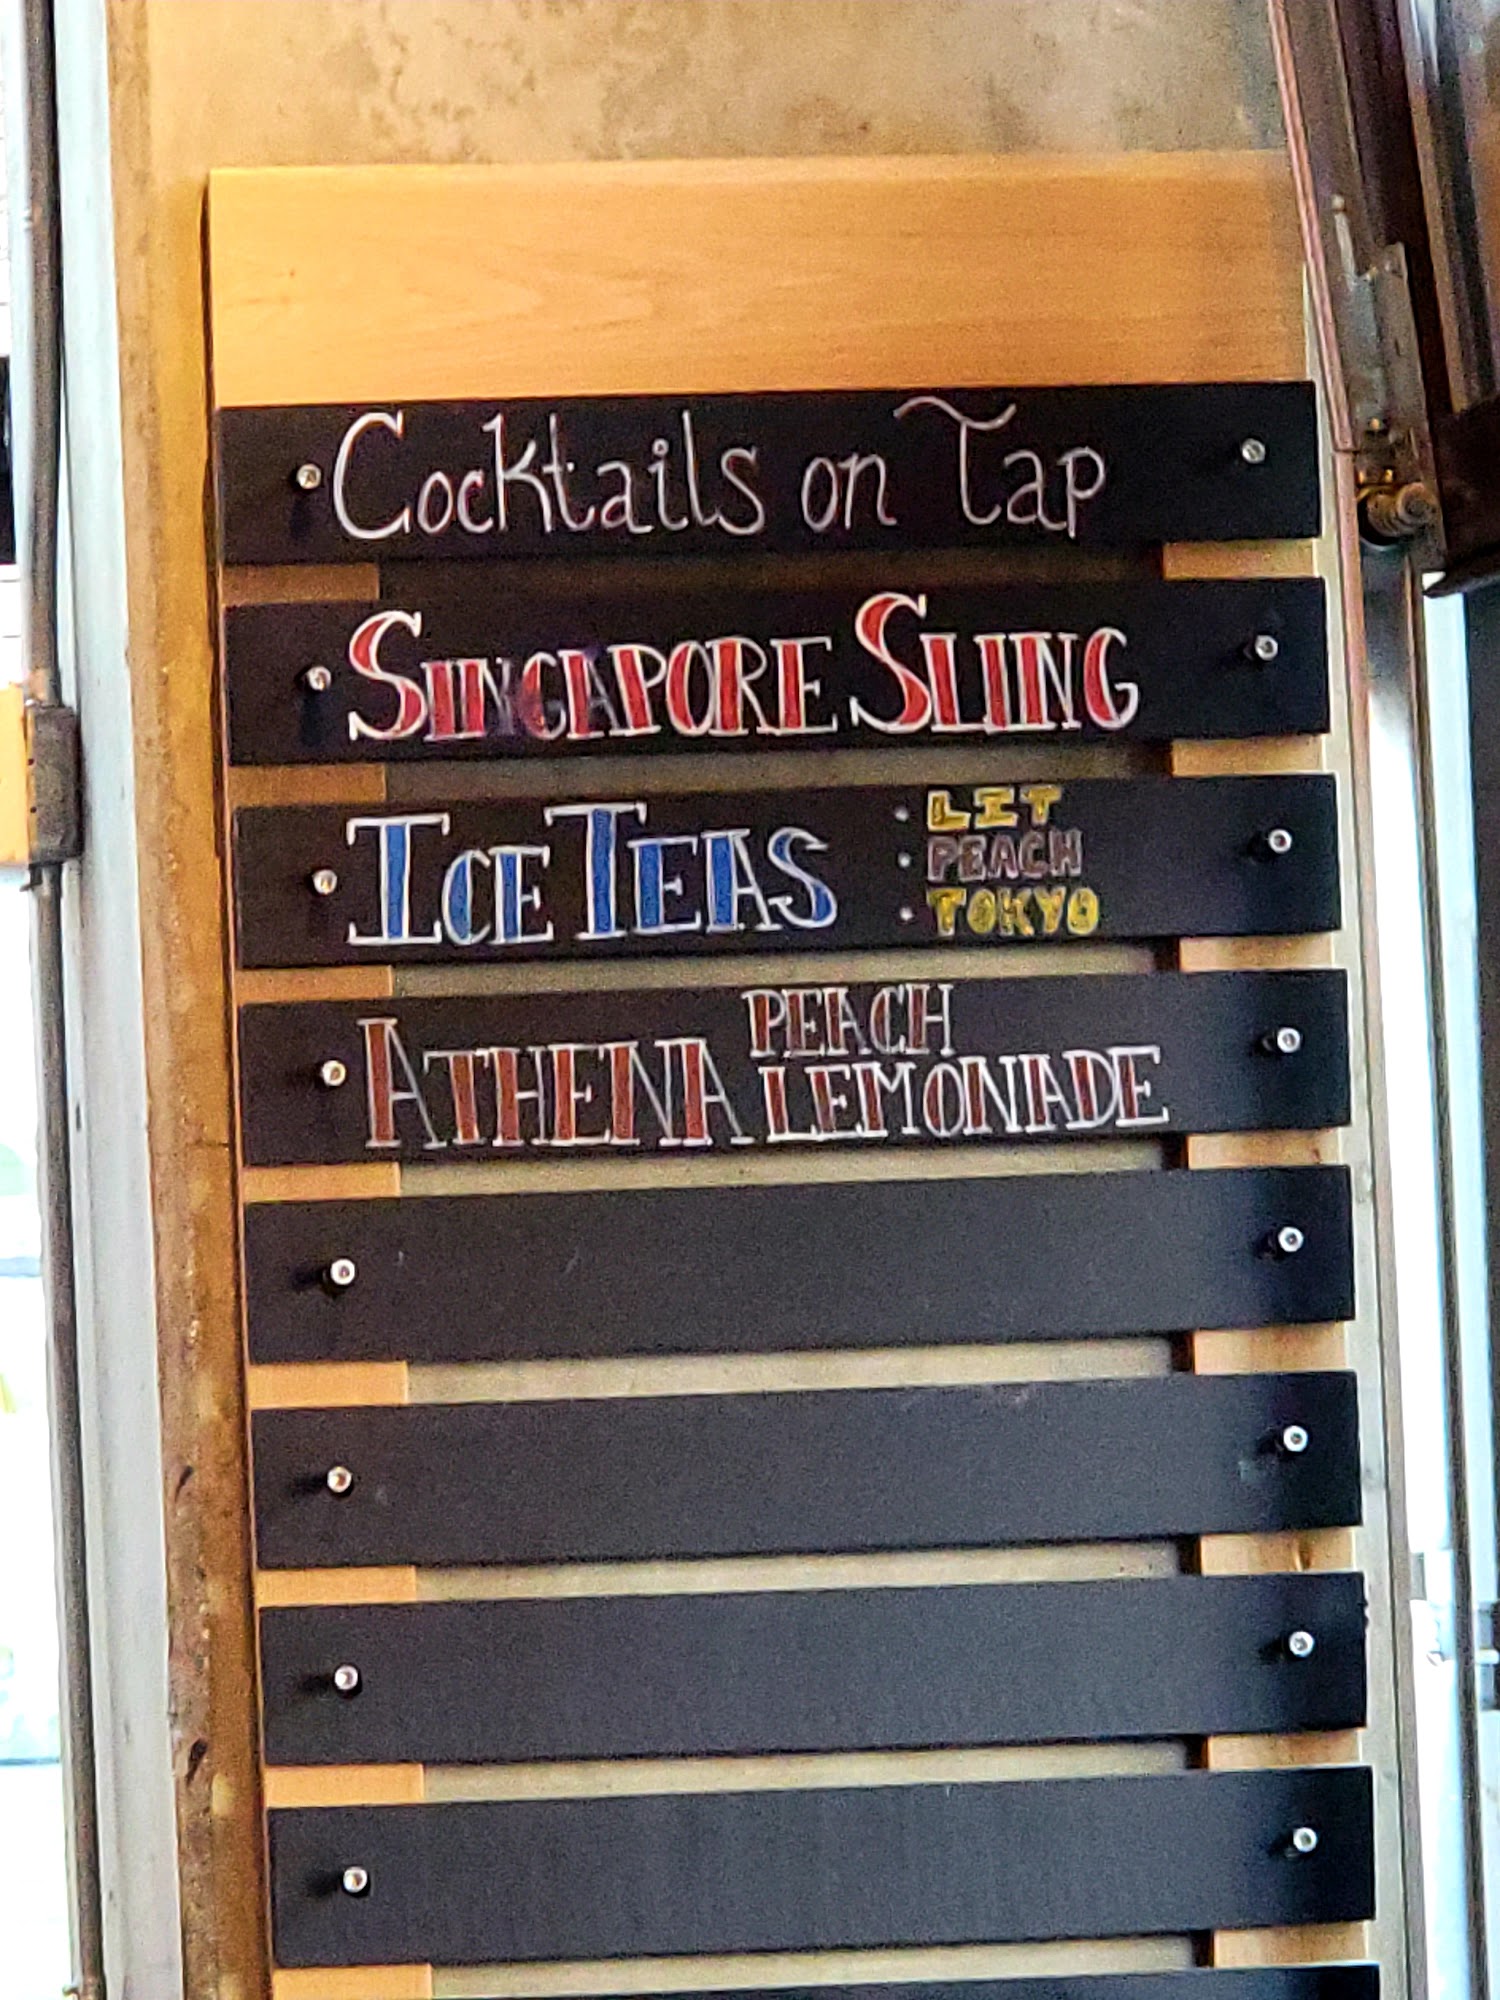 Cocktails on Tap
SINGAPORE SLING
ICE TEAS
• LIT
• PEACH
• TOKYO
ATHENA PEACH
LEMONADE